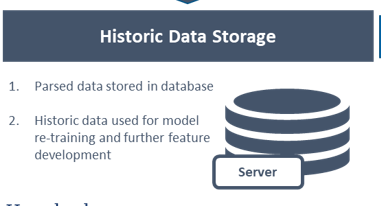 Historic Data Storage
1. Parsed data stored in database
2. Historic data used for model
re-training and further feature
development
Server